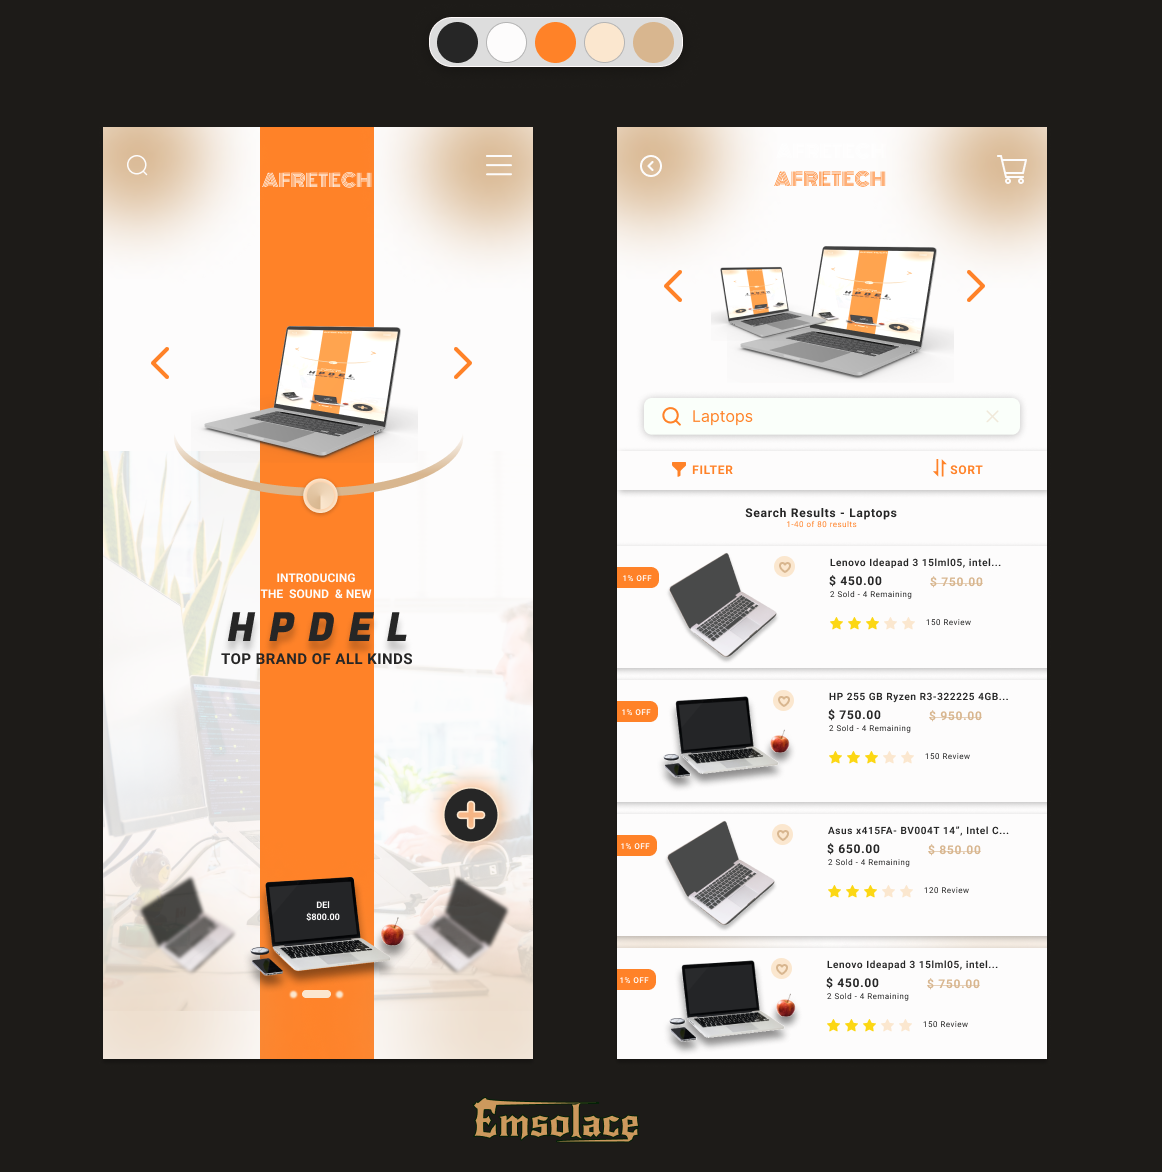 AFRETECH
INTRODUCING
THE SOUND & NEW
HPDEL
TOP BRAND OF ALL KINDS
DEl
$800.00
AFRETECH
HPDEL
Laptops
FILTER
SORT
Search Results - Laptops
1-40 of 80 results
1% OFF
Lenovo Ideapad 3 15lml05, intel...
$ 450.00
$ 750.00
2 Sold - 4 Remaining
150 Review
1% OFF
HP 255 GB Ryzen R3-322225 4GB...
$ 750.00
$ 950.00
2 Sold - 4 Remaining
150 Review
1% OFF
Asus x415FA- BV004T 14”, Intel C...
$ 650.00
$ 850.00
2 Sold - 4 Remaining
120 Review
1% OFF
Lenovo Ideapad 3 15lml05, intel...
$ 450.00
$ 750.00
2 Sold - 4 Remaining
150 Review
Emsolace